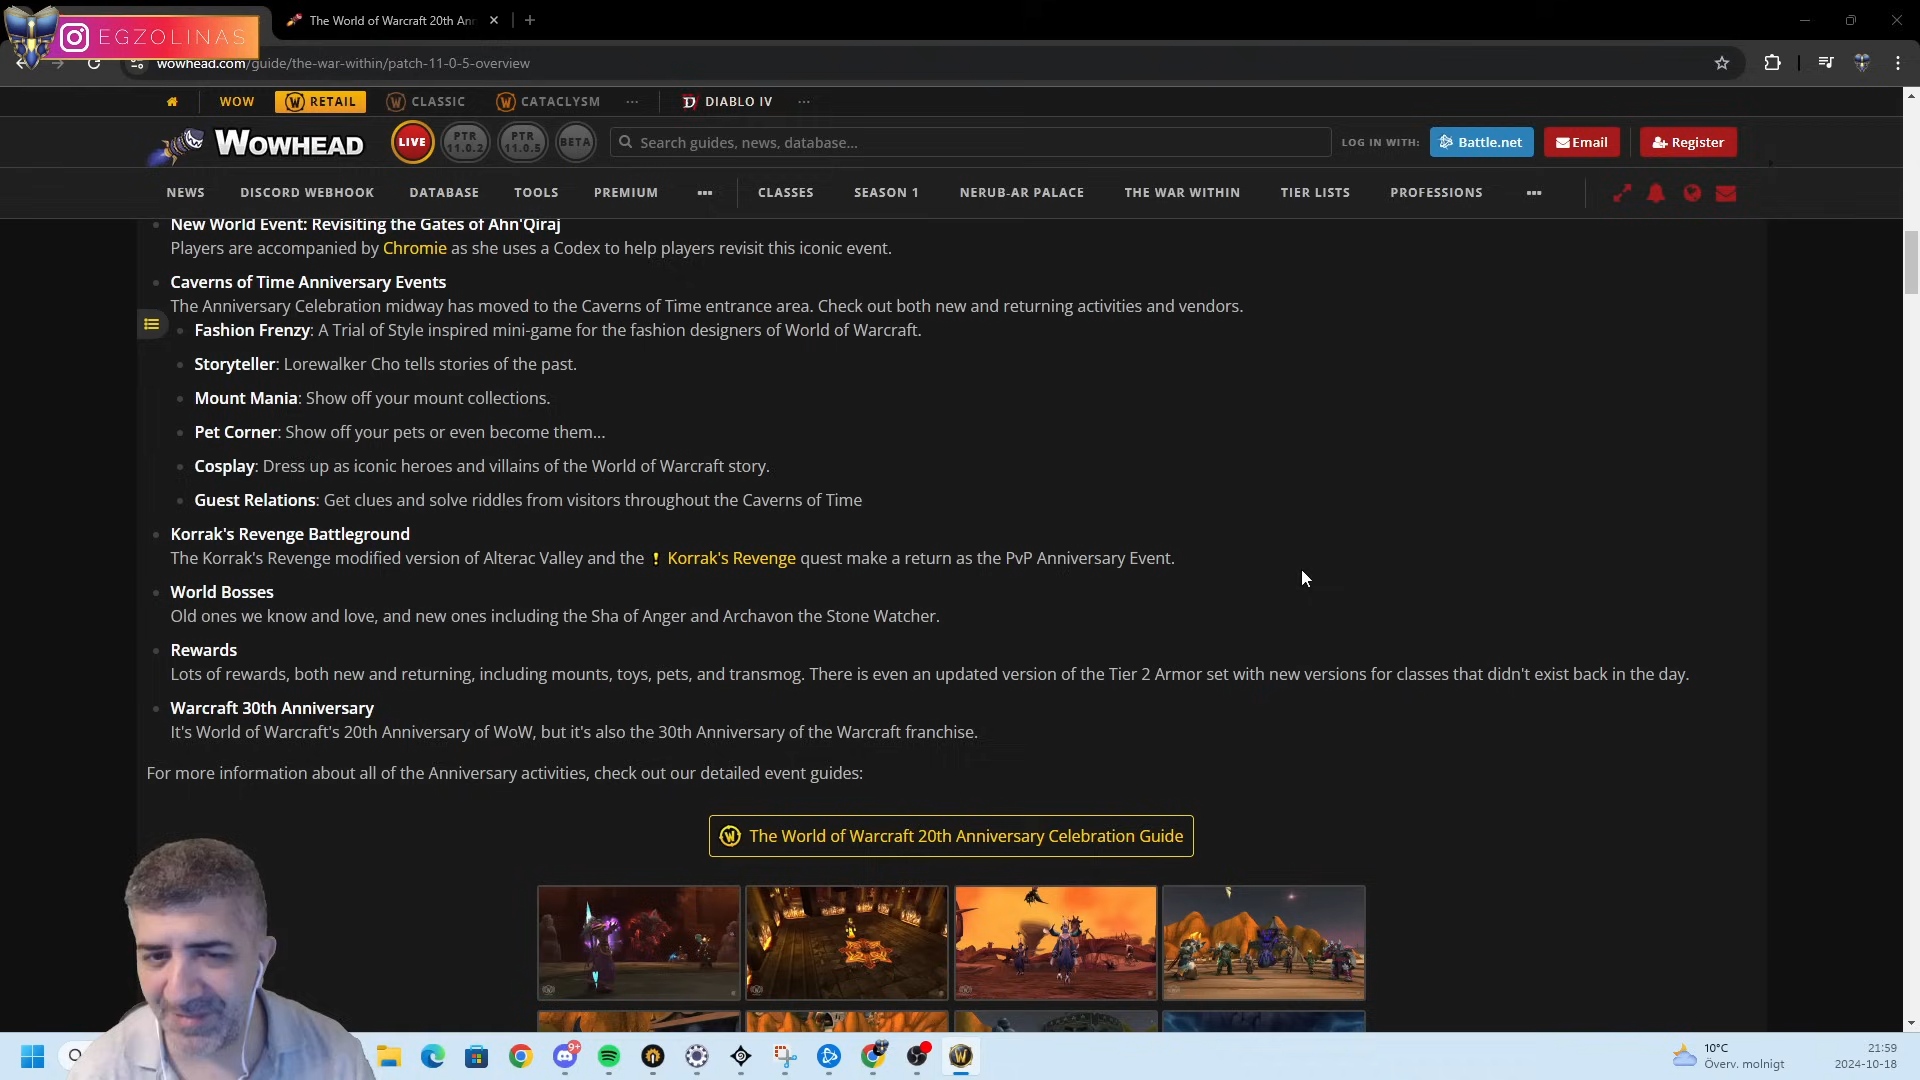 EGZOLINAS
The World of Warcraft 20th Ann
wowhead.com/guide/the-war-within/patch-11-0-5-overview
WOW RETAIL CLASSIC CATACLYSM ... DIABLO IV ...
WOWHEAD LIVE PTR 11.0.2 PTR 11.0.5 BETA Search guides, news, database... LOG IN WITH: Battle.net Email Register
NEWS DISCORD WEBHOOK DATABASE TOOLS PREMIUM ... CLASSES SEASON 1 NERUB-AR PALACE THE WAR WITHIN TIER LISTS PROFESSIONS ...
New World Event: Revisiting the Gates of Ahn'Qiraj
Players are accompanied by Chromie as she uses a Codex to help players revisit this iconic event.
Caverns of Time Anniversary Events
The Anniversary Celebration midway has moved to the Caverns of Time entrance area. Check out both new and returning activities and vendors.
Fashion Frenzy: A Trial of Style inspired mini-game for the fashion designers of World of Warcraft.
Storyteller: Lorewalker Cho tells stories of the past.
Mount Mania: Show off your mount collections.
Pet Corner: Show off your pets or even become them...
Cosplay: Dress up as iconic heroes and villains of the World of Warcraft story.
Guest Relations: Get clues and solve riddles from visitors throughout the Caverns of Time
Korrak's Revenge Battleground
The Korrak's Revenge modified version of Alterac Valley and the ! Korrak's Revenge quest make a return as the PvP Anniversary Event.
World Bosses
Old ones we know and love, and new ones including the Sha of Anger and Archavon the Stone Watcher.
Rewards
Lots of rewards, both new and returning, including mounts, toys, pets, and transmog. There is even an updated version of the Tier 2 Armor set with new versions for classes that didn't exist back in the day.
Warcraft 30th Anniversary
It's World of Warcraft's 20th Anniversary of WoW, but it's also the 30th Anniversary of the Warcraft franchise.
For more information about all of the Anniversary activities, check out our detailed event guides:
The World of Warcraft 20th Anniversary Celebration Guide
9+
10°C 21:59
Överv. molnigt 2024-10-18